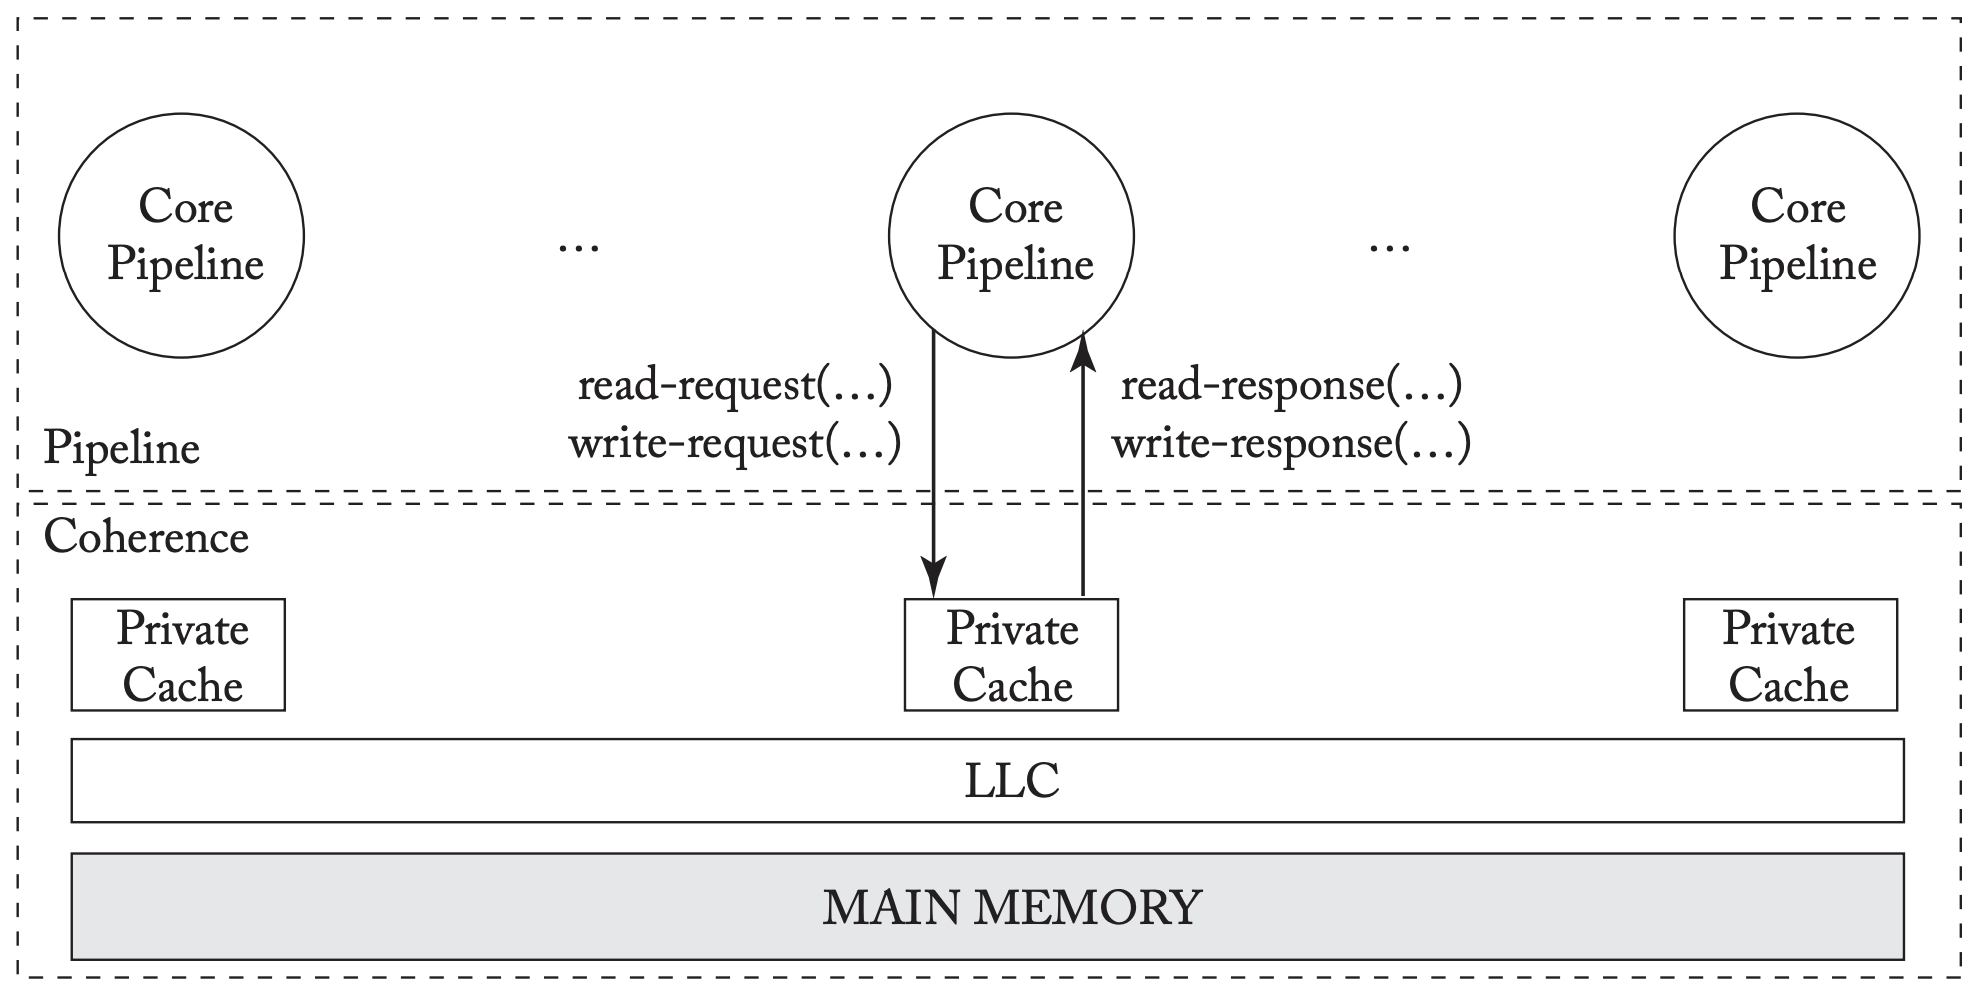 Core
Pipeline
...
Core
Pipeline
...
Core
Pipeline
read-request(...)
write-request(...)
read-response(...)
write-response(...)
Pipeline
Coherence
Private
Cache
Private
Cache
Private
Cache
LLC
MAIN MEMORY